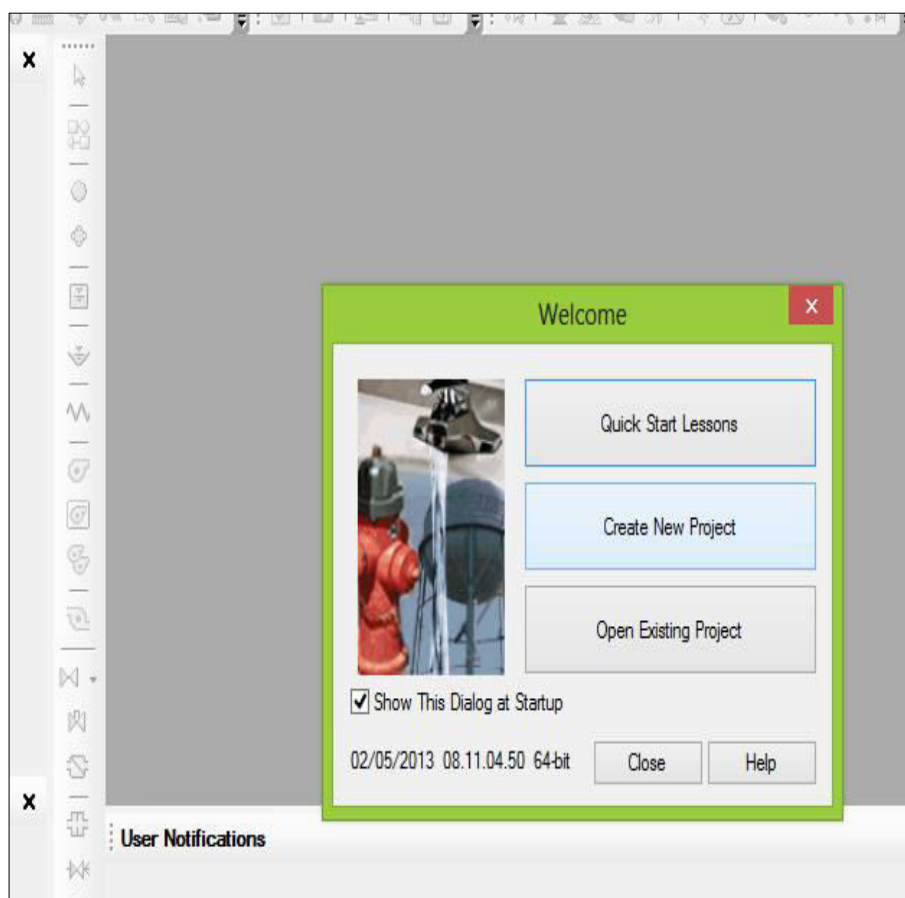 Welcome
Quick Start Lessons
Create New Project
Open Existing Project
Show This Dialog at Startup
02/05/2013 08.11.04.50 64-bit
Close
Help
User Notifications